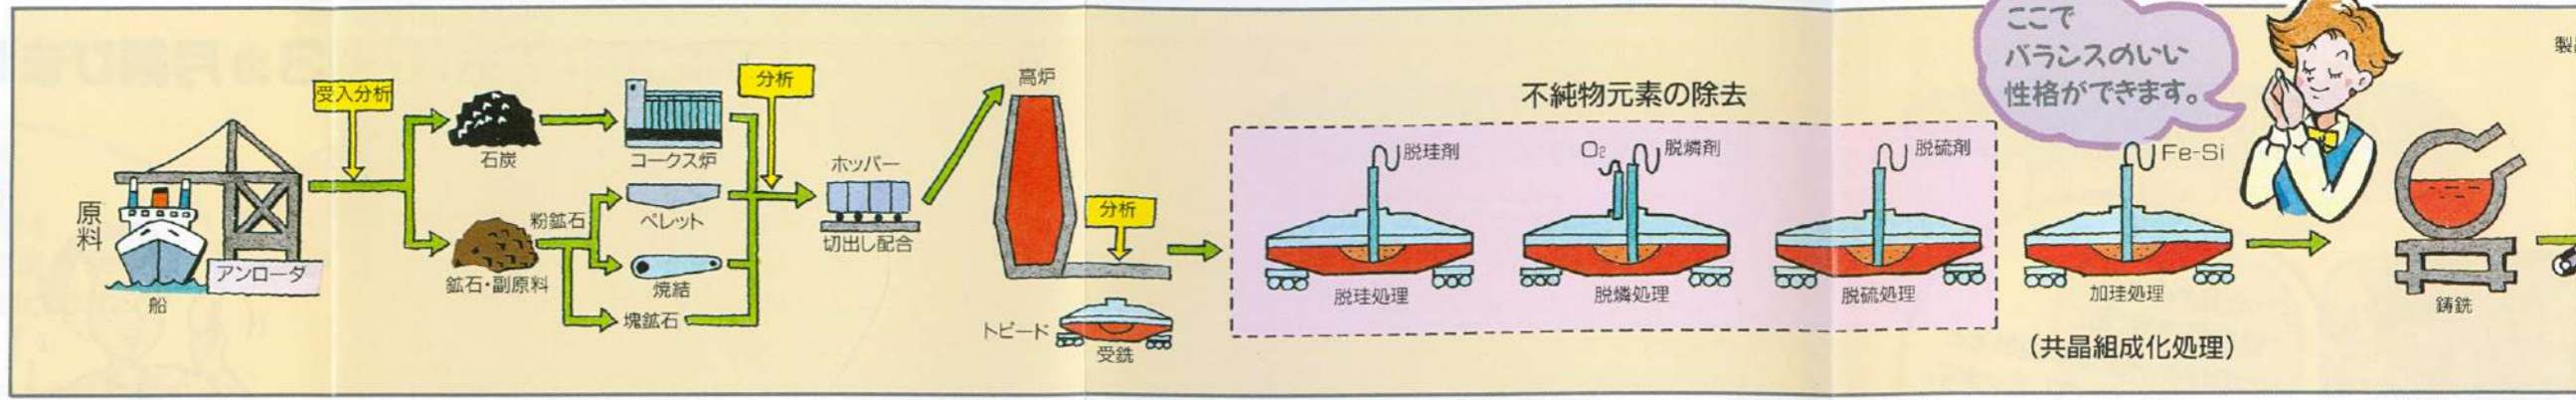 原料
船
アンローダ
受入分析
石炭
鉱石・副原料
粉鉱石
コークス炉
ペレット
焼結
塊鉱石
分析
ホッパー
切出し配合
高炉
分析
トピード
受銑
不純物元素の除去
脱珪剤
脱珪処理
O₂
脱燐剤
脱燐処理
脱硫剤
脱硫処理
ここで
バランスのいい
性格ができます。
Fe-Si
加珪処理
(共晶組成化処理)
鋳銑